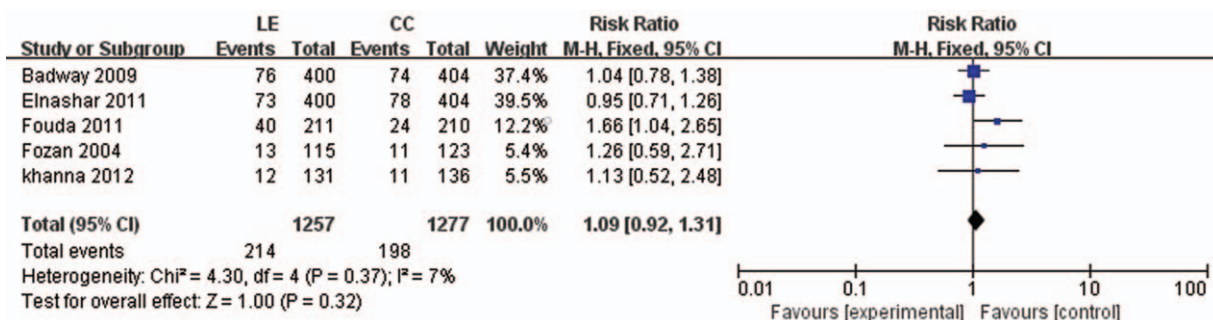 LE CC Risk Ratio Risk Ratio
Study or Subgroup Events Total Events Total Weight M-H, Fixed, 95% CI M-H, Fixed, 95% CI
Badway 2009 76 400 74 404 37.4% 1.04 [0.78, 1.38]
Elnashar 2011 73 400 78 404 39.5% 0.95 [0.71, 1.26]
Fouda 2011 40 211 24 210 12.2% 1.66 [1.04, 2.65]
Fozan 2004 13 115 11 123 5.4% 1.26 [0.59, 2.71]
khanna 2012 12 131 11 136 5.5% 1.13 [0.52, 2.48]
Total (95% CI) 1257 1277 100.0% 1.09 [0.92, 1.31]
Total events 214 198
Heterogeneity: Chi² = 4.30, df = 4 (P = 0.37); I² = 7%
Test for overall effect: Z = 1.00 (P = 0.32)
0.01 0.1 1 10 100
Favours [experimental] Favours [control]